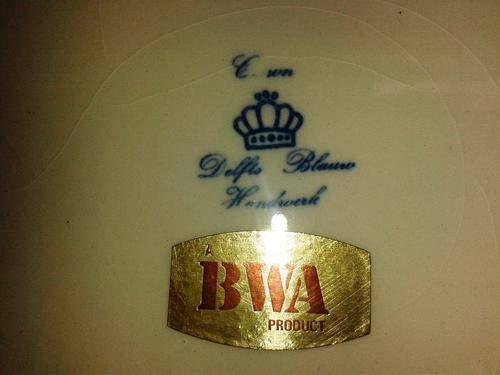 Delfts Blauw
Handwerk
A
BWA
PRODUCT